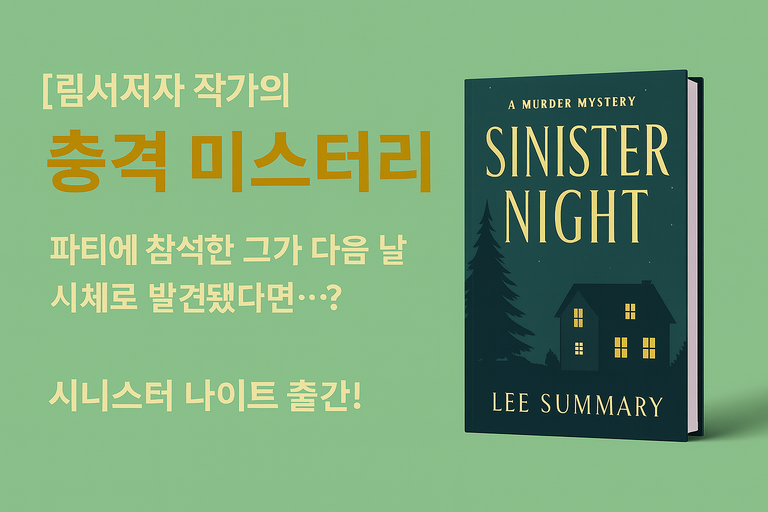 [림서저자 작가의
충격 미스터리
파티에 참석한 그가 다음 날
시체로 발견됐다면…?
시니스터 나이트 출간!
A MURDER MYSTERY
SINISTER
NIGHT
LEE SUMMARY